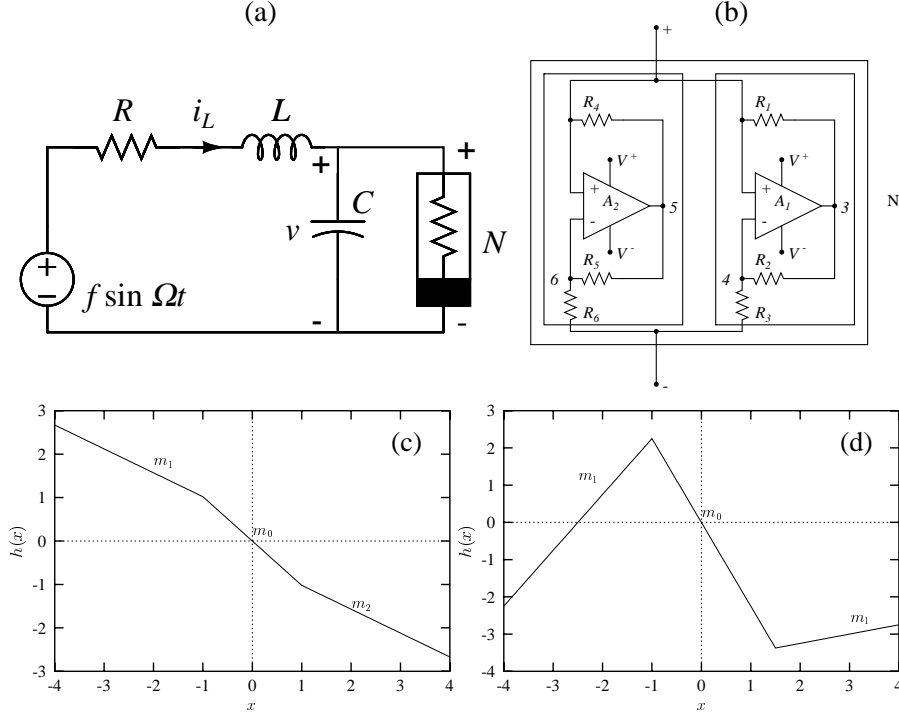 (a)
R
i_L
L
+
+
C
v
N
+
−
f sin Ωt
-
-
(b)
+
R_4
R_1
V^+
V^+
+
A_2
-
5
+
A_1
-
3
N
V^-
V^-
6
R_5
4
R_2
R_6
R_3
-
(c)
3
2
1
0
-1
-2
-3
h(x)
m_1
m_0
m_2
-4 -3 -2 -1 0 1 2 3 4
x
(d)
4
3
2
1
0
-1
-2
-3
-4
h(x)
m_1
m_0
m_1
-4 -3 -2 -1 0 1 2 3 4
x